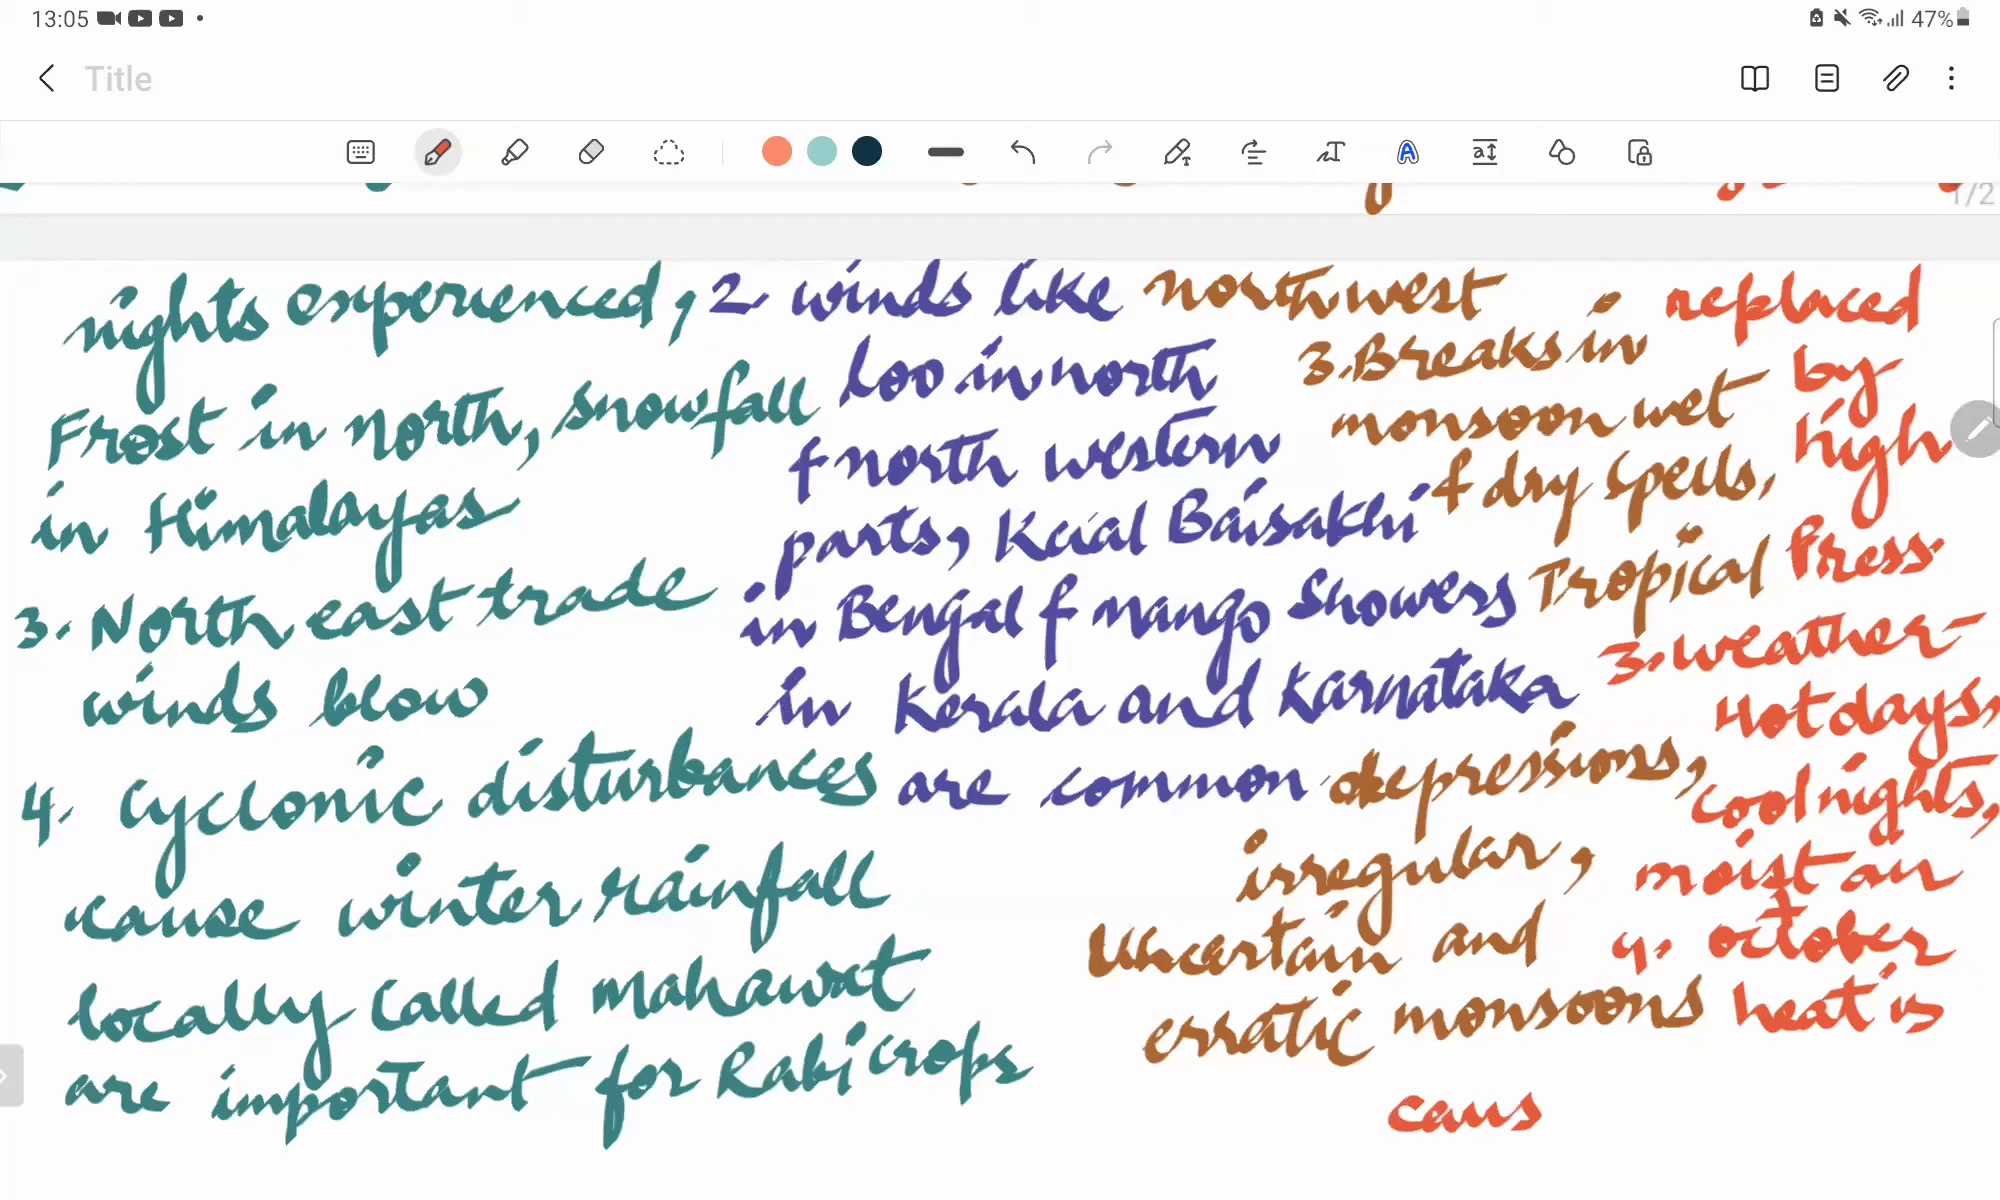 13:05
47%
Title
1/2
nights experienced,
Frost in north, snowfall
in Himalayas
3. North east trade
winds blow
4. Cyclonic disturbances
cause winter rainfall
locally called mahawat
are important for Rabi crops
2. winds like
loo in north
& north western
parts, Kaial Baisakhi
in Bengal & mango showers
in Kerala and Karnataka
are common
northwest
3. Breaks in
monsoon wet
& dry spells,
Tropical
depressions,
irregular,
Uncertain and
erratic monsoons
replaced
by
high
Press.
3. weather-
Hot days,
cool nights,
moist air
4. october
heat is
caus